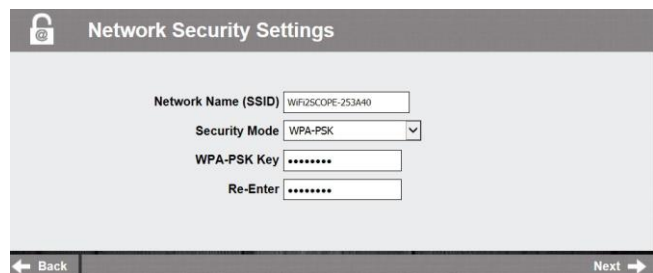 @
Network Security Settings
Network Name (SSID) WiFi2SCOPE-253A40
Security Mode WPA-PSK
WPA-PSK Key ••••••••
Re-Enter ••••••••
Back Next